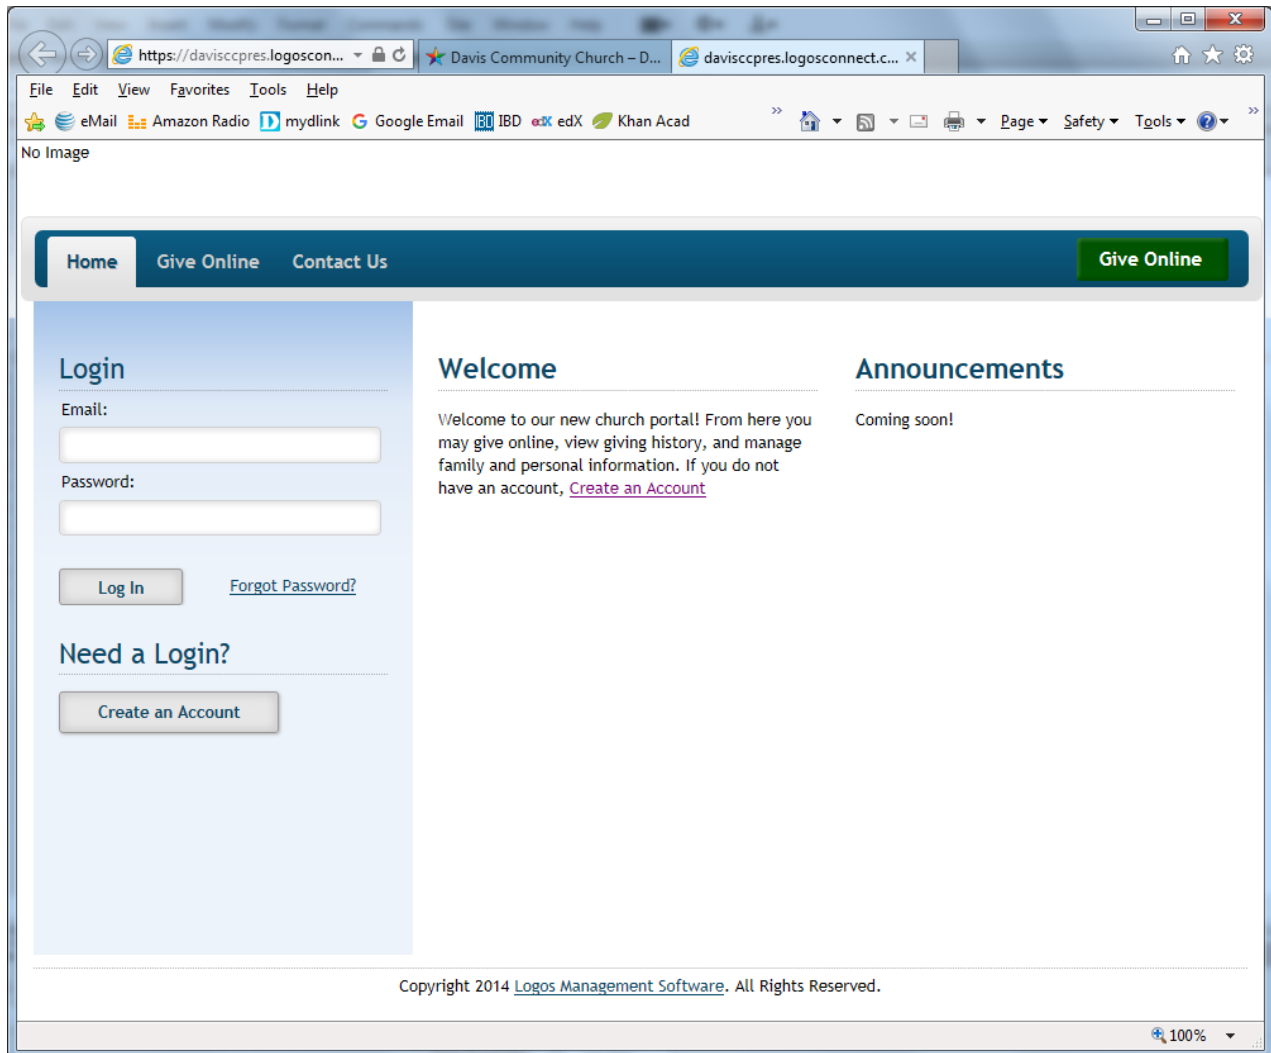 https://davisccpres.logoscon...
Davis Community Church – D...
davisccpres.logosconnect.c...
File Edit View Favorites Tools Help
eMail Amazon Radio mydlink Google Email IBD IBD edX edX Khan Acad » Page Safety Tools »
No Image
Home Give Online Contact Us Give Online
Login
Email:
Password:
Log In Forgot Password?
Need a Login?
Create an Account
Welcome
Welcome to our new church portal! From here you
may give online, view giving history, and manage
family and personal information. If you do not
have an account, Create an Account
Announcements
Coming soon!
Copyright 2014 Logos Management Software. All Rights Reserved.
100%